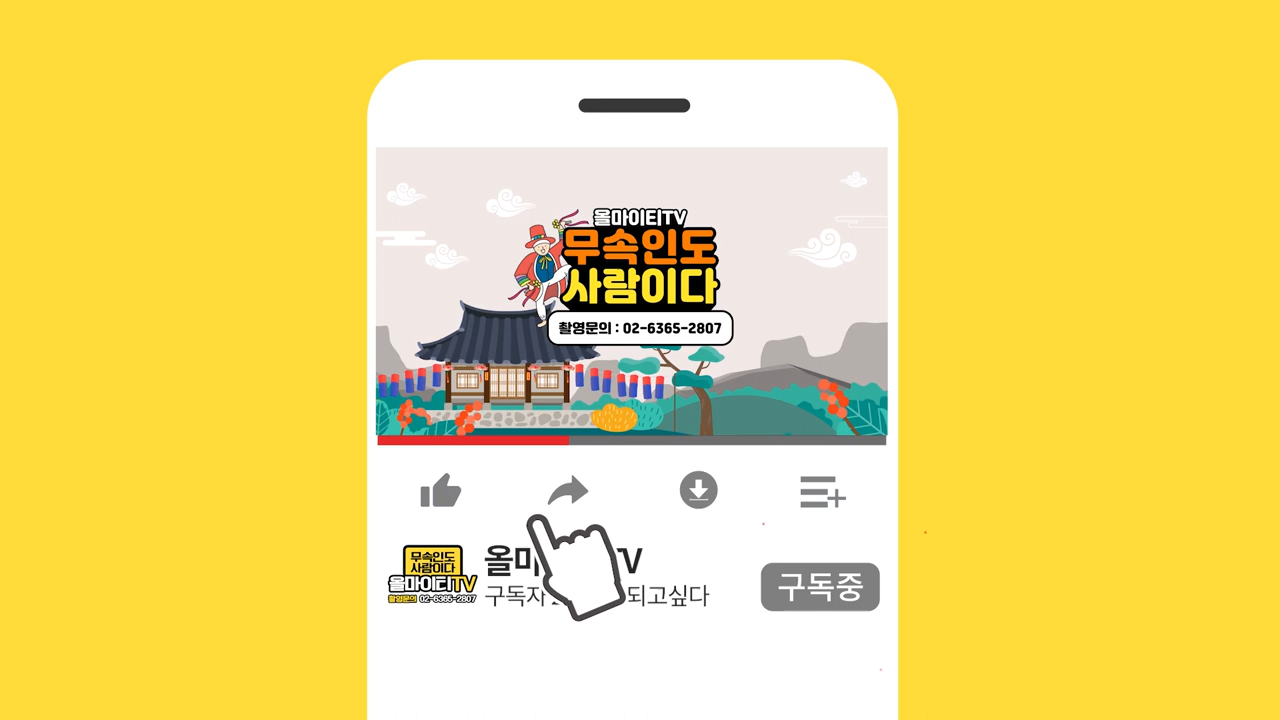 올마이티TV
무속인도
사람이다
촬영문의 : 02-6365-2807
무속인도
사람이다
올마이티TV
촬영문의 02-6365-2807
올마 TV
구독자 되고싶다
구독중